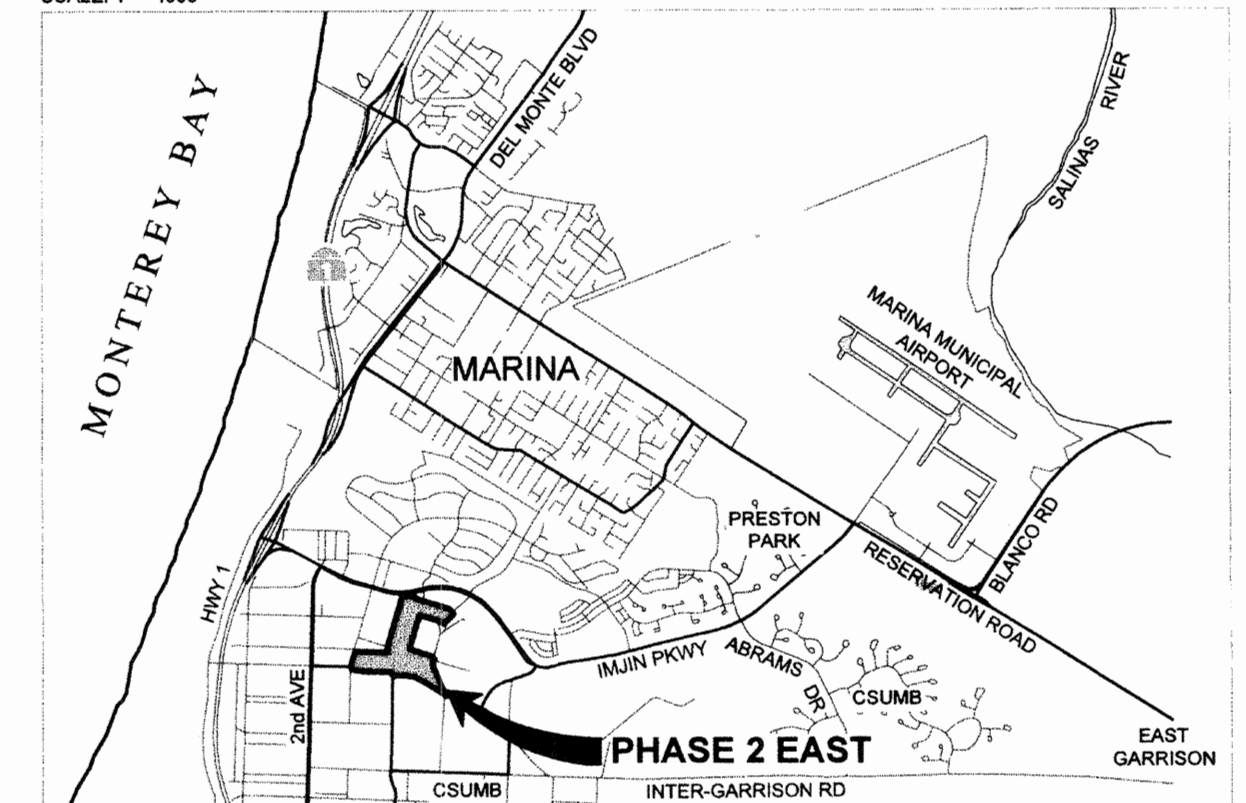 DEL MONTE BLVD
SALINAS RIVER
MONTEREY BAY
1
MARINA MUNICIPAL
AIRPORT
MARINA
PRESTON
PARK
BLANCO RD
RESERVATION ROAD
HWY 1
IMJIN PKWY
ABRAMS DR
2nd AVE
CSUMB
PHASE 2 EAST
EAST
GARRISON
CSUMB
INTER-GARRISON RD